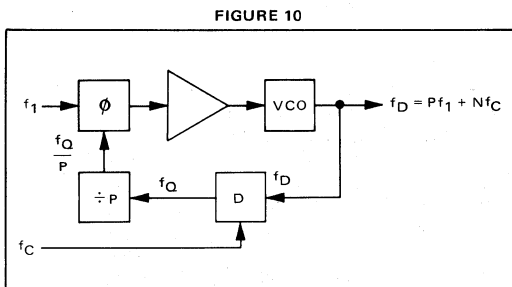 FIGURE 10
f1
φ
VCO
fD = Pf1 + NfC
fQ
P
÷P
fQ
D
fD
fC